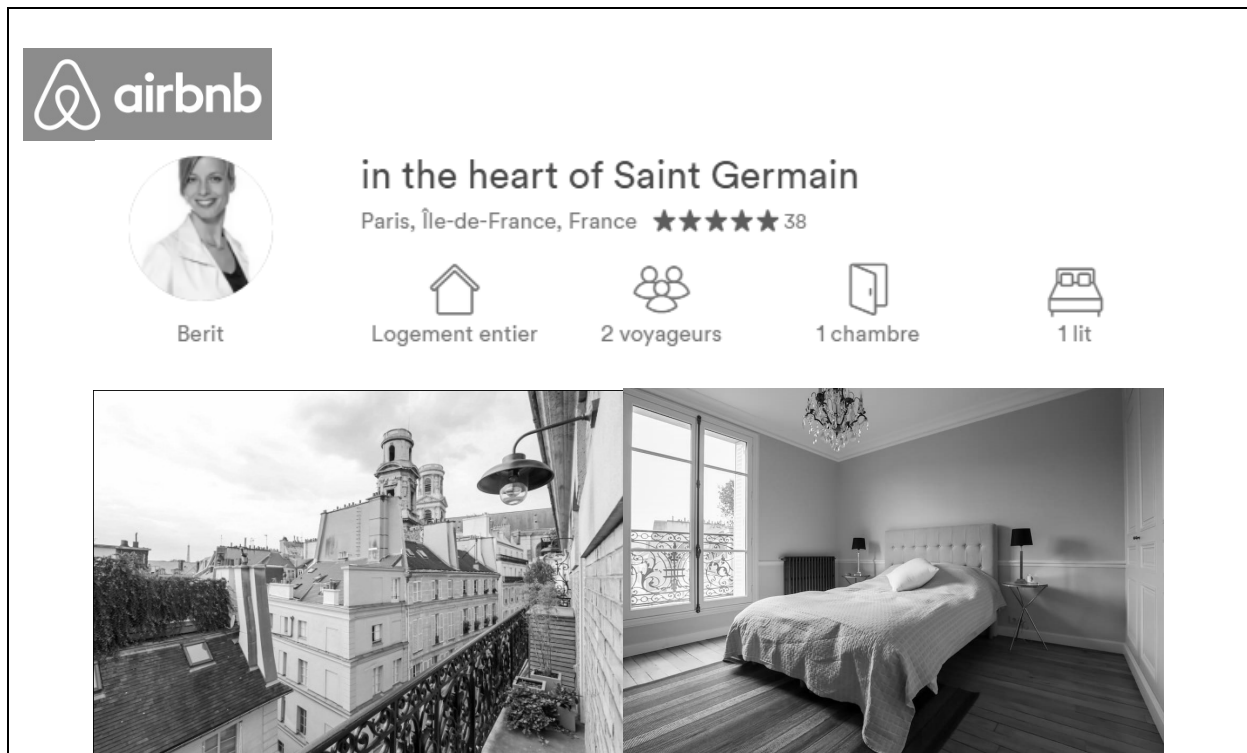 airbnb
in the heart of Saint Germain
Paris, Île-de-France, France ★★★★★ 38
Berit
Logement entier
2 voyageurs
1 chambre
1 lit